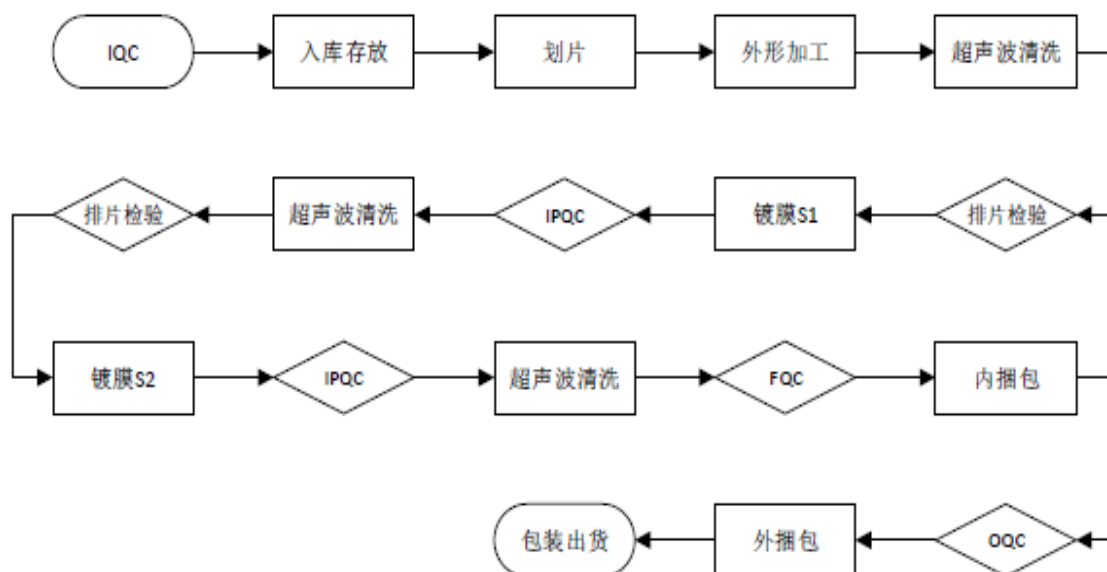 IQC
入库存放
划片
外形加工
超声波清洗
排片检验
镀膜S1
IPQC
超声波清洗
排片检验
镀膜S2
IPQC
超声波清洗
FQC
内捆包
OQC
外捆包
包装出货